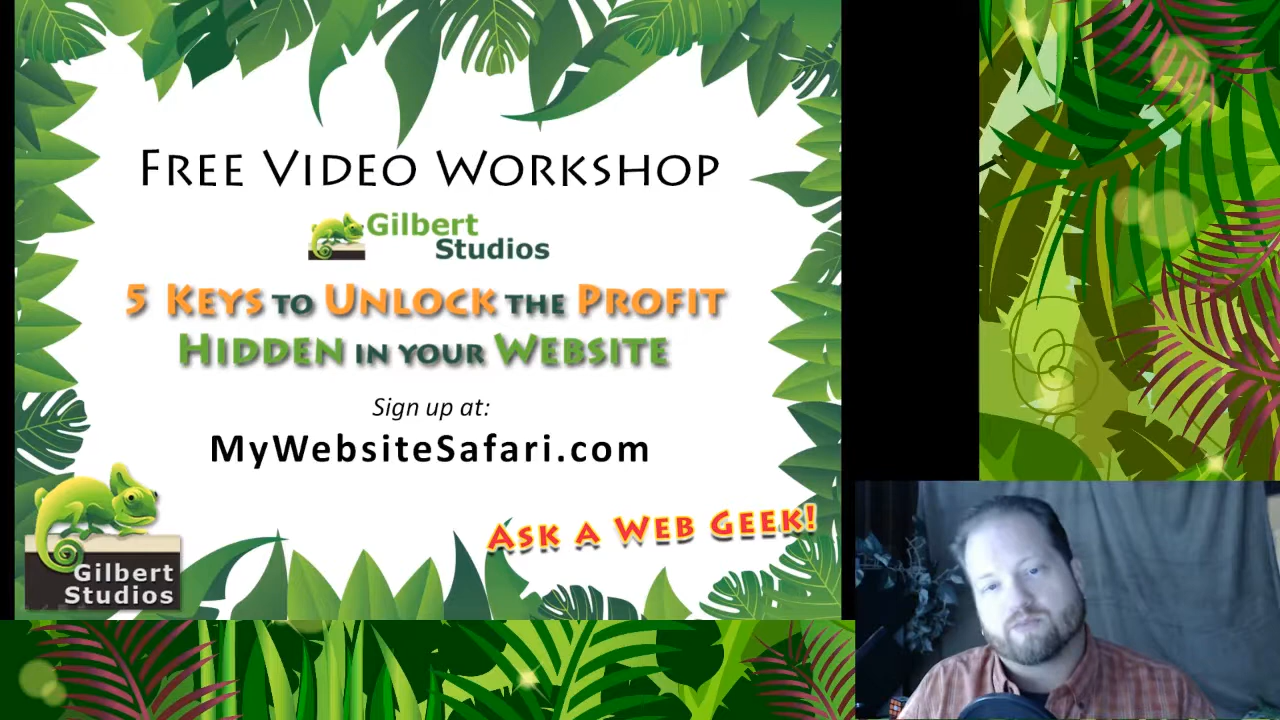 Free Video Workshop
Gilbert
Studios
5 Keys to Unlock the Profit
Hidden in your Website
Sign up at:
MyWebsiteSafari.com
Ask a Web Geek!
Gilbert
Studios